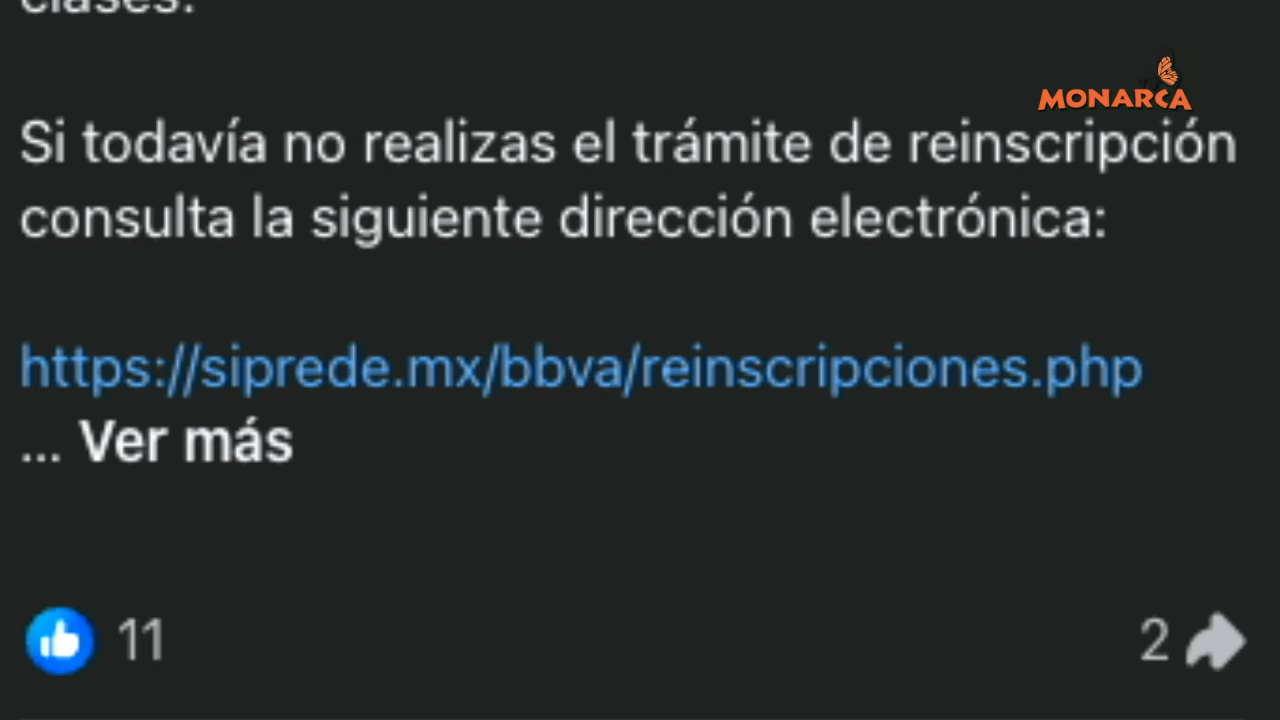 clases.
MONARCA
Si todavía no realizas el trámite de reinscripción
consulta la siguiente dirección electrónica:
https://siprede.mx/bbva/reinscripciones.php
... Ver más
11
2